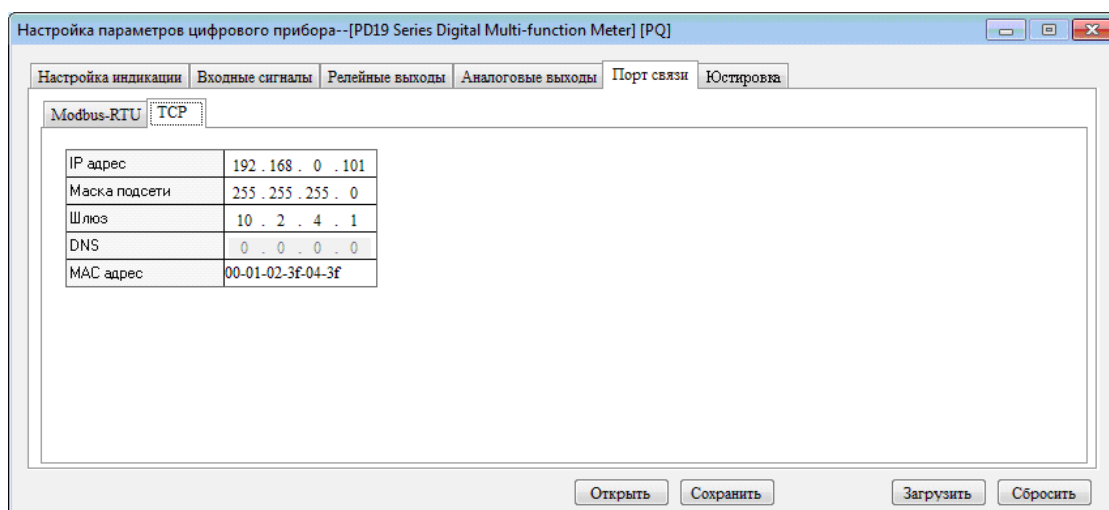 Настройка параметров цифрового прибора--[PD19 Series Digital Multi-function Meter] [PQ]
Настройка индикации Входные сигналы Релейные выходы Аналоговые выходы Порт связи Юстировка
Modbus-RTU TCP
IP адрес 192 . 168 . 0 . 101
Маска подсети 255 . 255 . 255 . 0
Шлюз 10 . 2 . 4 . 1
DNS 0 . 0 . 0 . 0
MAC адрес 00-01-02-3f-04-3f
Открыть Сохранить Загрузить Сбросить